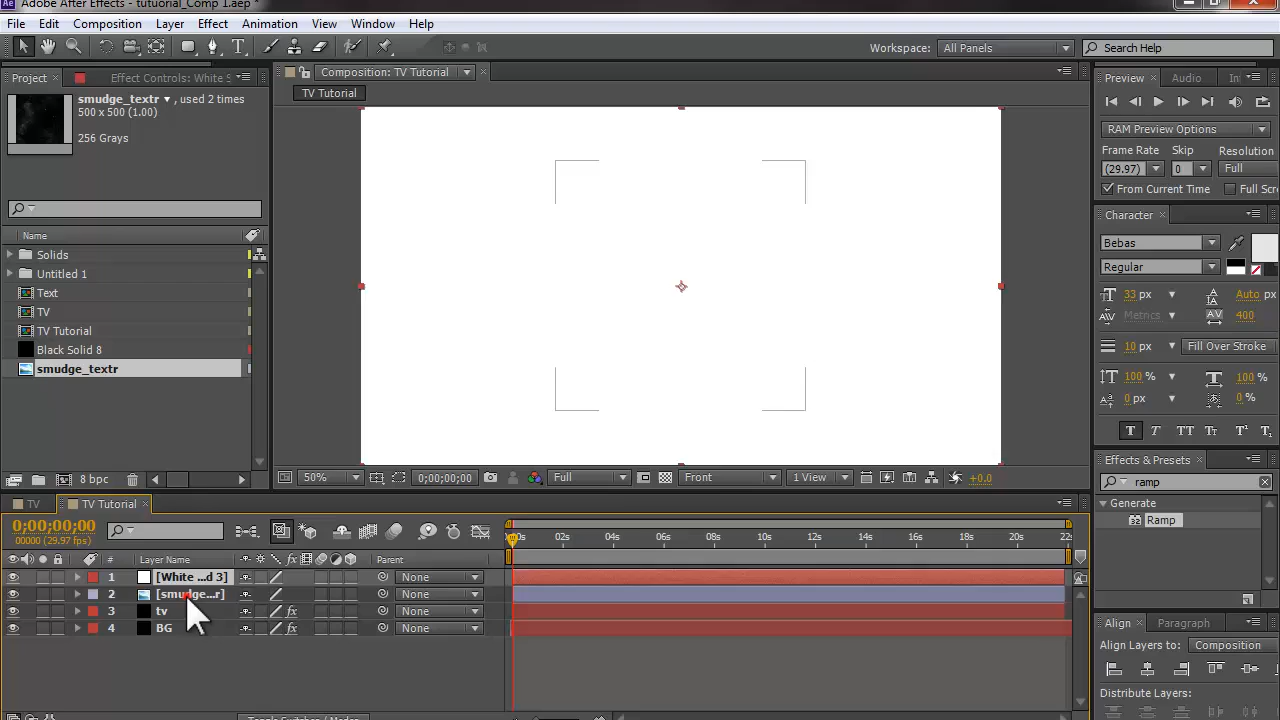 Adobe After Effects - tutuorial_Comp 1.aep *
File Edit Composition Layer Effect Animation View Window Help
Workspace: All Panels Search Help
Project Effect Controls: White S
Composition: TV Tutorial
Preview Audio In
smudge_textr , used 2 times
500 x 500 (1.00)
256 Grays
TV Tutorial
RAM Preview Options
Frame Rate Skip Resolution
(29.97) 0 Full
From Current Time Full Scr
Character
Bebas
Regular
33 px Auto px
Metrics 400
10 px Fill Over Stroke
100 % 100 %
0 px 0 %
T T TT Tt T¹ T₁
Name
Solids
Untitled 1
Text
TV
TV Tutorial
Black Solid 8
smudge_textr
8 bpc
50% 0;00;00;00 Full Front 1 View +0.0
Effects & Presets
ramp
Generate
Ramp
TV TV Tutorial
0;00;00;00
00000 (29.97 fps)
# Layer Name Parent
02s 04s 06s 08s 10s 12s 14s 16s 18s 20s 22s
1 [White ...d 3] None
2 [smudge...r] None
3 tv None
4 BG None
Align Paragraph
Align Layers to: Composition
Distribute Layers:
Toggle Switches / Modes